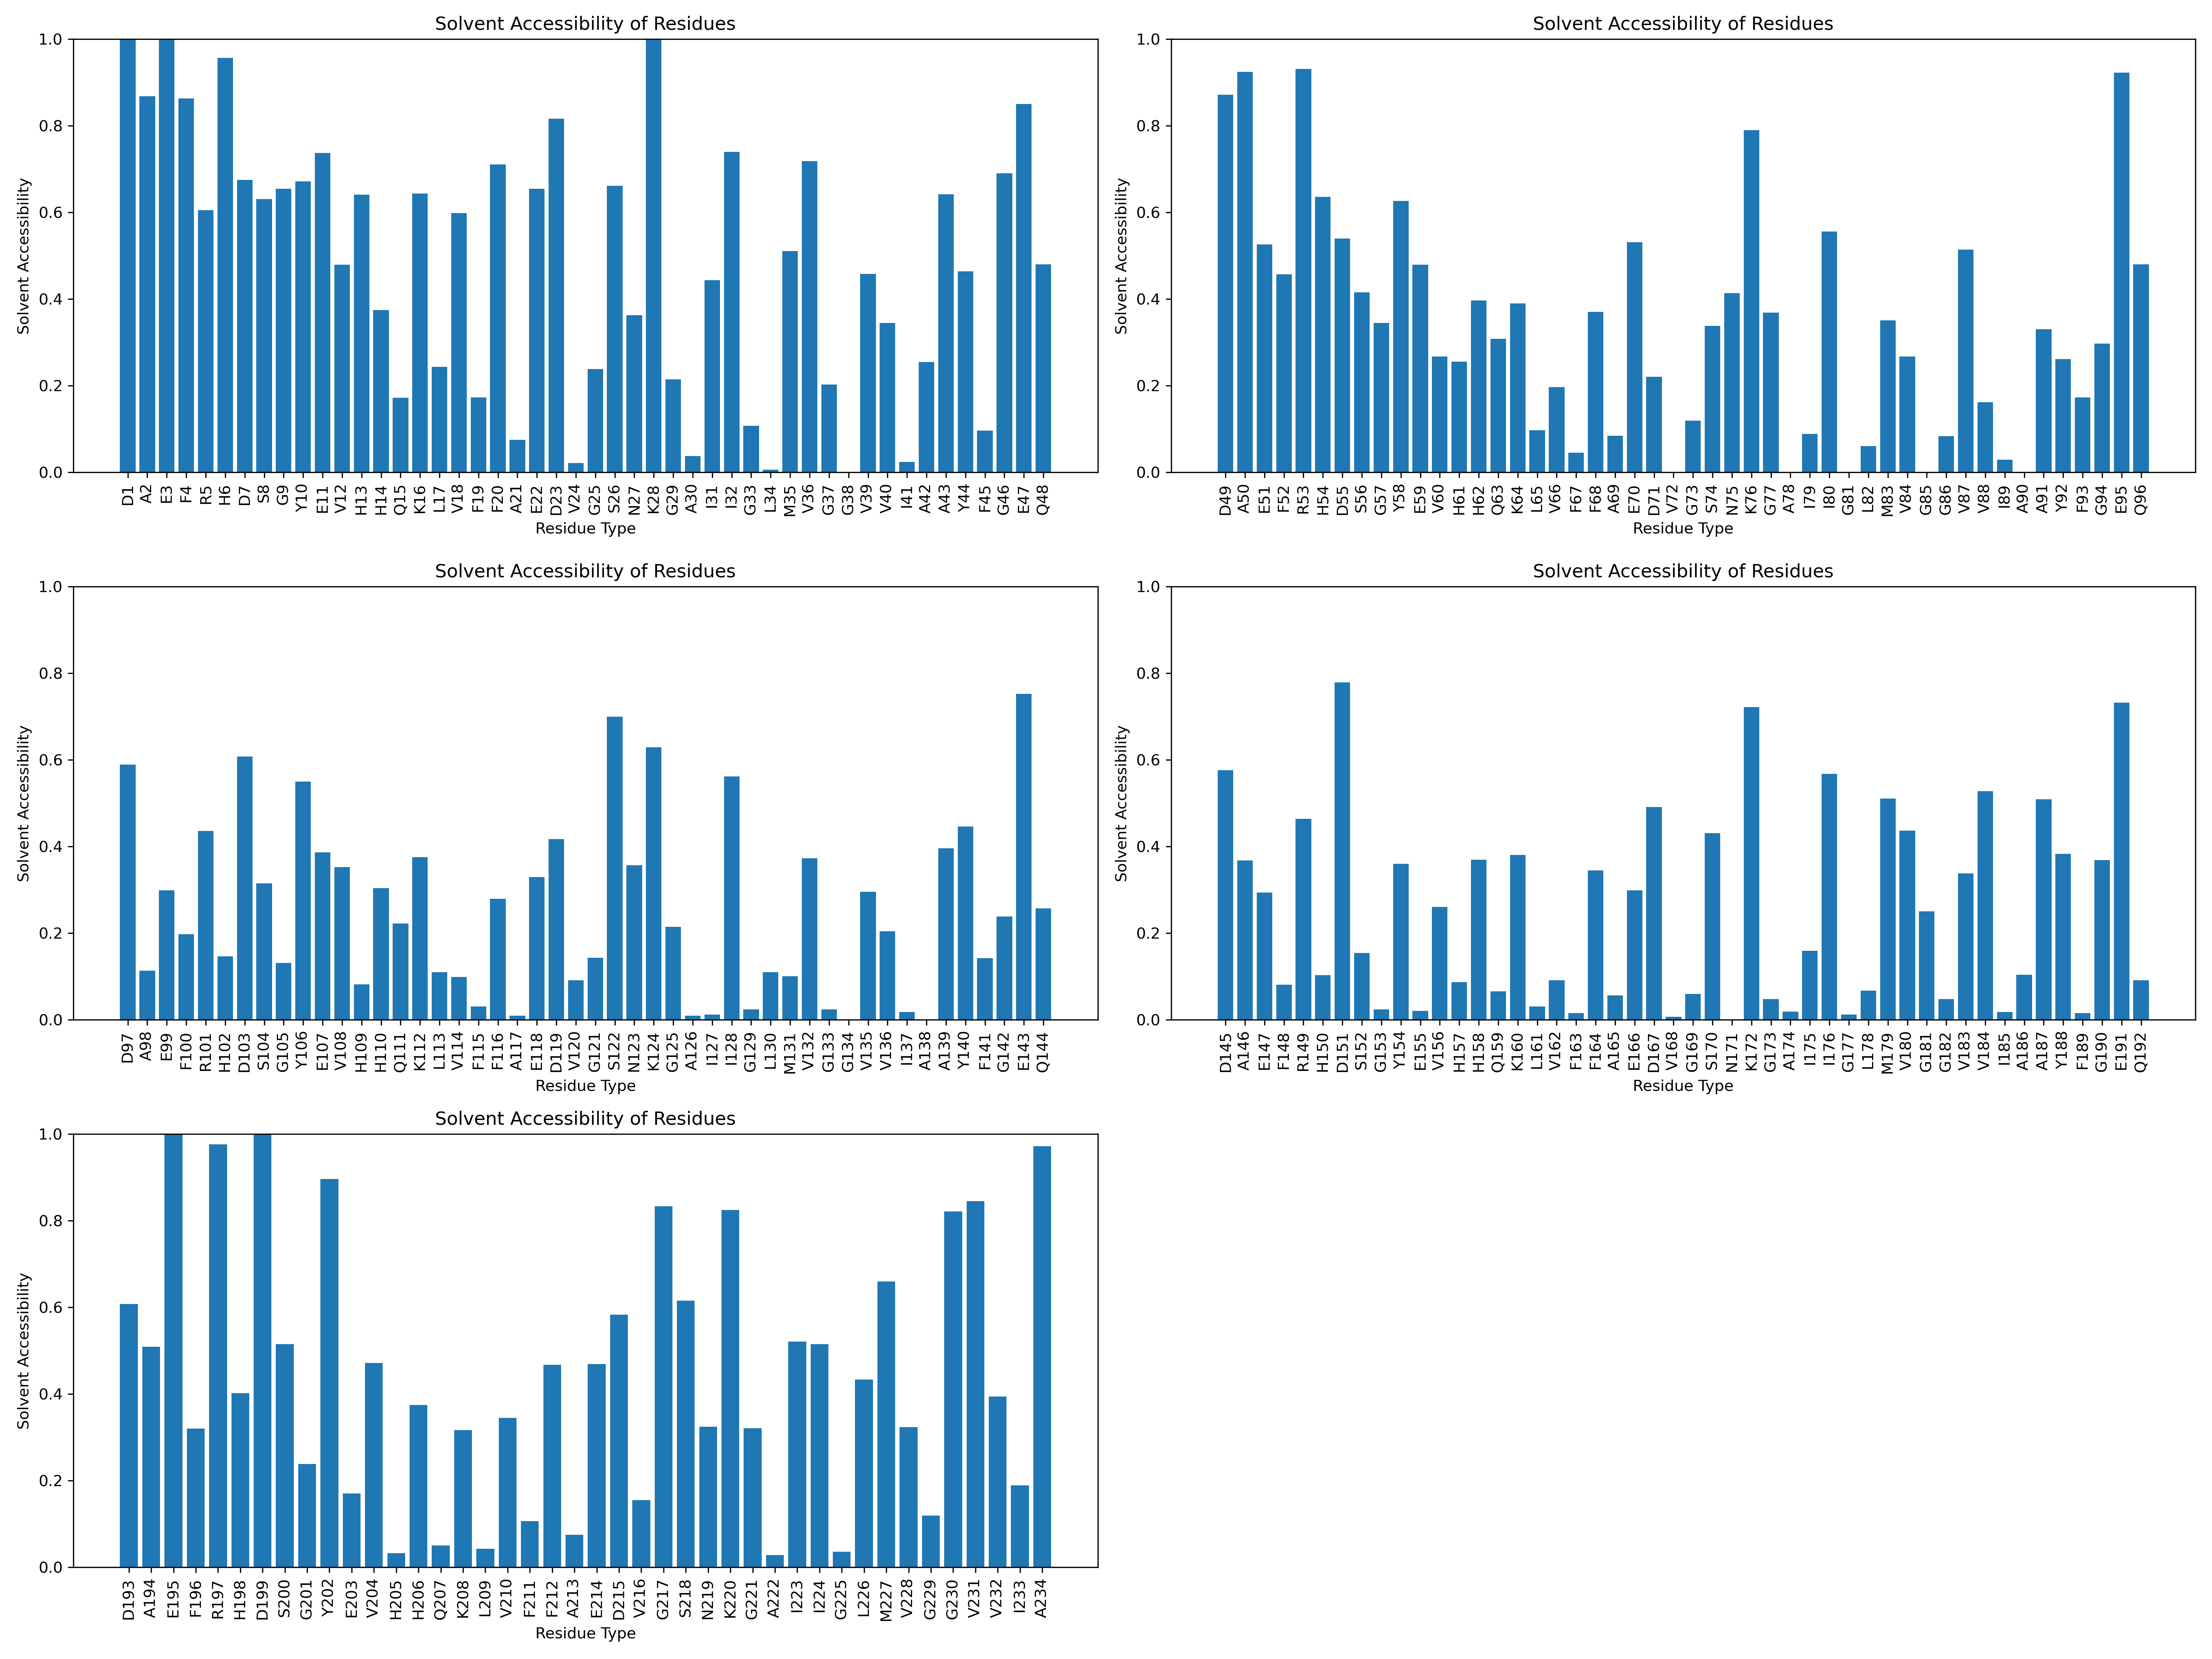 Solvent Accessibility of Residues
Solvent Accessibility
1.0
0.8
0.6
0.4
0.2
0.0
D1 A2 E3 F4 R5 H6 D7 S8 G9 Y10 E11 V12 H13 H14 Q15 K16 L17 V18 F19 F20 A21 E22 D23 V24 G25 S26 N27 K28 G29 A30 I31 I32 G33 L34 M35 V36 G37 G38 V39 V40 I41 A42 A43 Y44 F45 G46 E47 Q48
Residue Type
Solvent Accessibility of Residues
Solvent Accessibility
1.0
0.8
0.6
0.4
0.2
0.0
D49 A50 E51 F52 R53 H54 D55 S56 G57 Y58 E59 V60 H61 H62 Q63 K64 L65 V66 F67 F68 A69 E70 D71 V72 G73 S74 N75 K76 G77 A78 I79 I80 G81 L82 M83 V84 G85 G86 V87 V88 I89 A90 A91 Y92 F93 G94 E95 Q96
Residue Type
Solvent Accessibility of Residues
Solvent Accessibility
1.0
0.8
0.6
0.4
0.2
0.0
D97 A98 E99 F100 R101 H102 D103 S104 G105 Y106 E107 V108 H109 H110 Q111 K112 L113 V114 F115 F116 A117 E118 D119 V120 G121 S122 N123 K124 G125 A126 I127 I128 G129 L130 M131 V132 G133 G134 V135 V136 I137 A138 A139 Y140 F141 G142 E143 Q144
Residue Type
Solvent Accessibility of Residues
Solvent Accessibility
1.0
0.8
0.6
0.4
0.2
0.0
D145 A146 E147 F148 R149 H150 D151 S152 G153 Y154 E155 V156 H157 H158 Q159 K160 L161 V162 F163 F164 A165 E166 D167 V168 G169 S170 N171 K172 G173 A174 I175 I176 G177 L178 M179 V180 G181 G182 V183 V184 I185 A186 A187 Y188 F189 G190 E191 Q192
Residue Type
Solvent Accessibility of Residues
Solvent Accessibility
1.0
0.8
0.6
0.4
0.2
0.0
D193 A194 E195 F196 R197 H198 D199 S200 G201 Y202 E203 V204 H205 H206 Q207 K208 L209 V210 F211 F212 A213 E214 D215 V216 G217 S218 N219 K220 G221 A222 I223 I224 G225 L226 M227 V228 G229 G230 V231 V232 I233 A234
Residue Type